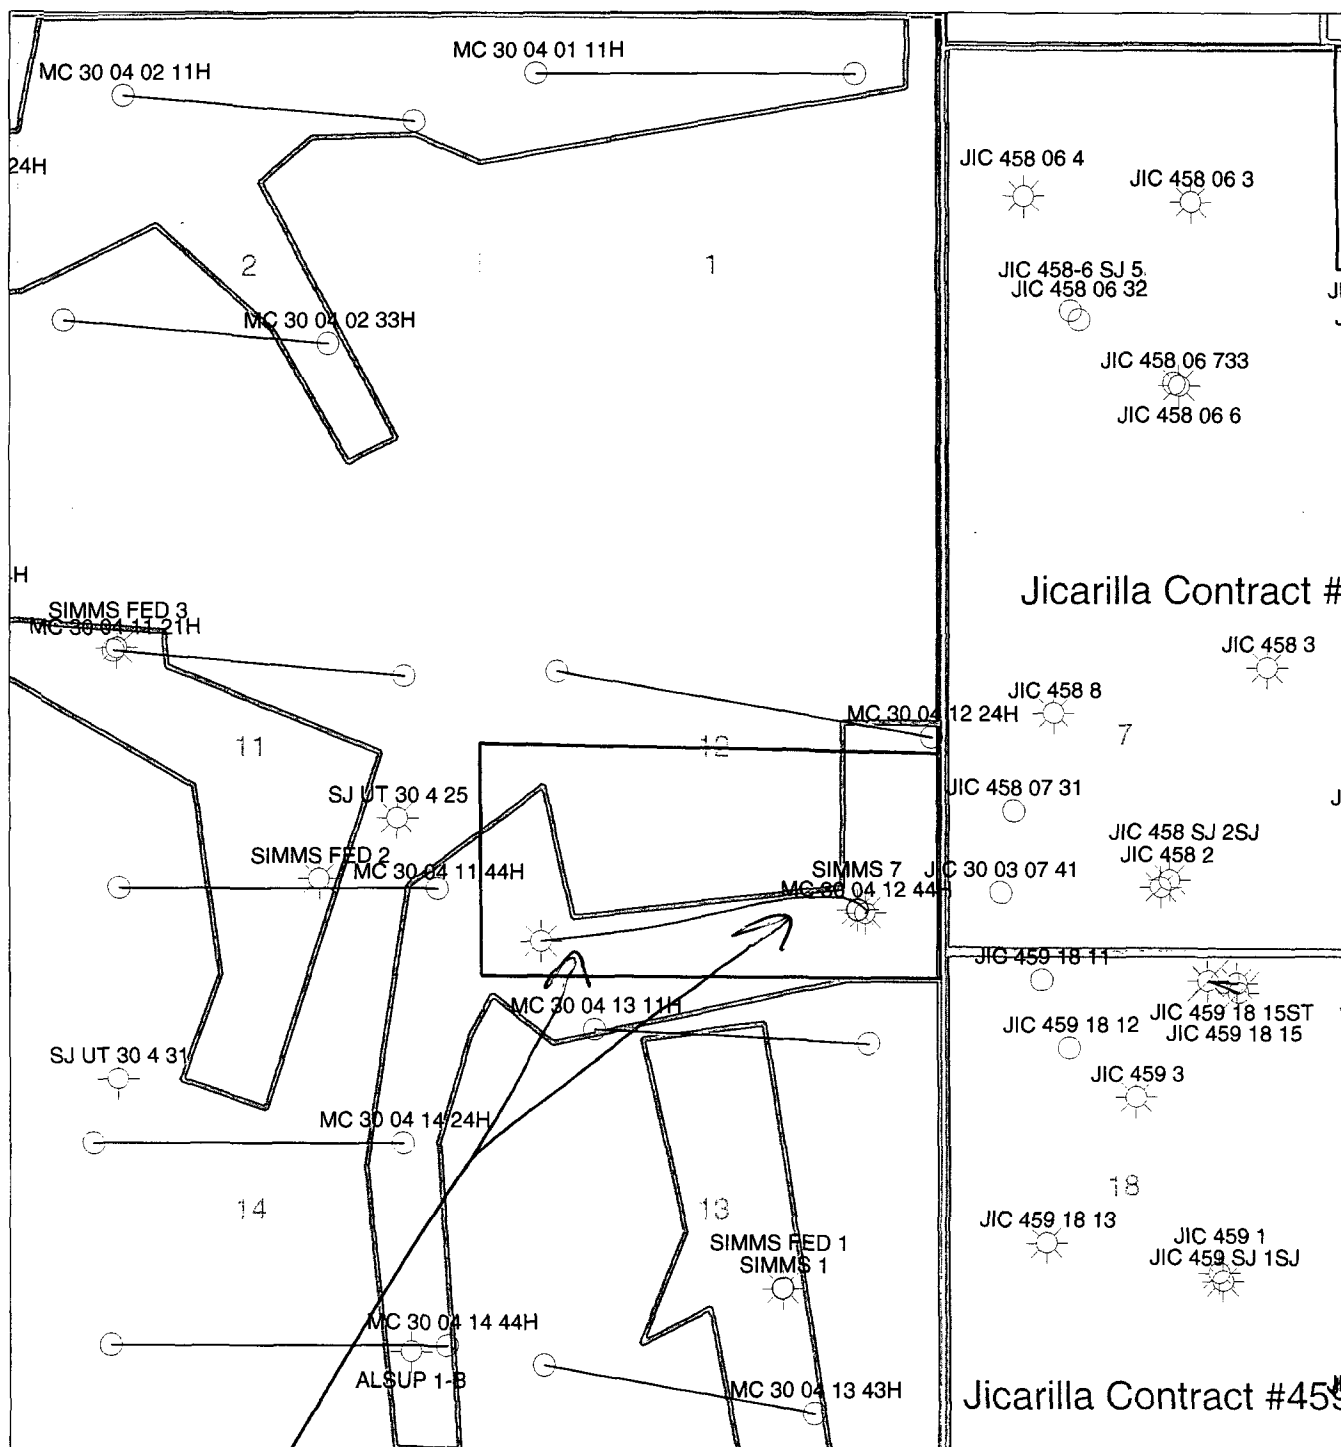 MC 30 04 01 11H
MC 30 04 02 11H
24H
JIC 458 06 4
JIC 458 06 3
2
1
JIC 458-6 SJ 5
JIC 458 06 32
MC 30 04 02 33H
JIC 458 06 733
JIC 458 06 6
H
Jicarilla Contract #
SIMMS FED 3
MC 30 04 11 21H
JIC 458 3
JIC 458 8
MC 30 04 12 24H
11
12
7
SJ UT 30 4 25
JIC 458 07 31
JIC 458 SJ 2SJ
JIC 458 2
SIMMS FED 2
MC 30 04 11 44H
SIMMS 7
JIC 30 03 07 41
MC 30 04 12 44H
JIC 459 18 11
MC 30 04 13 11H
JIC 459 18 15ST
JIC 459 18 12
JIC 459 18 15
SJ UT 30 4 31
JIC 459 3
MC 30 04 14 24H
14
13
18
JIC 459 18 13
SIMMS FED 1
SIMMS 1
JIC 459 1
JIC 459 SJ 1SJ
MC 30 04 14 44H
ALSUP 1-B
MC 30 04 13 43H
Jicarilla Contract #459